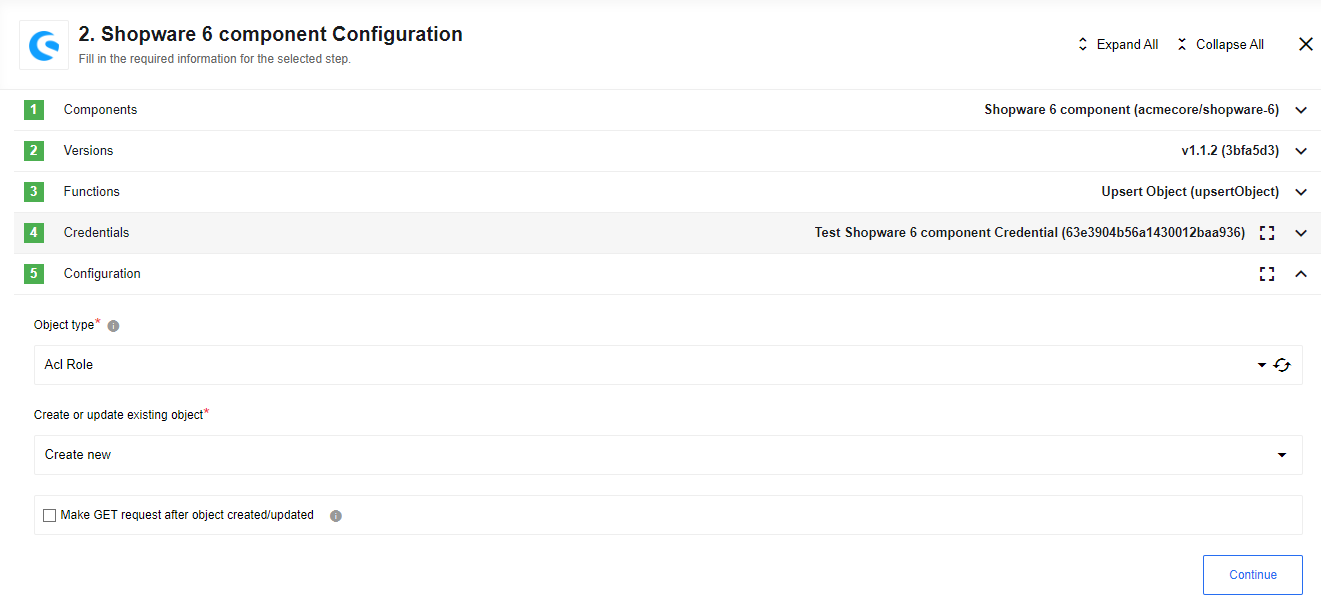 2. Shopware 6 component Configuration
Fill in the required information for the selected step.
Expand All
Collapse All
1 Components Shopware 6 component (acmecore/shopware-6)
2 Versions v1.1.2 (3bfa5d3)
3 Functions Upsert Object (upsertObject)
4 Credentials Test Shopware 6 component Credential (63e3904b56a1430012baa936)
5 Configuration
Object type*
Acl Role
Create or update existing object*
Create new
Make GET request after object created/updated
Continue